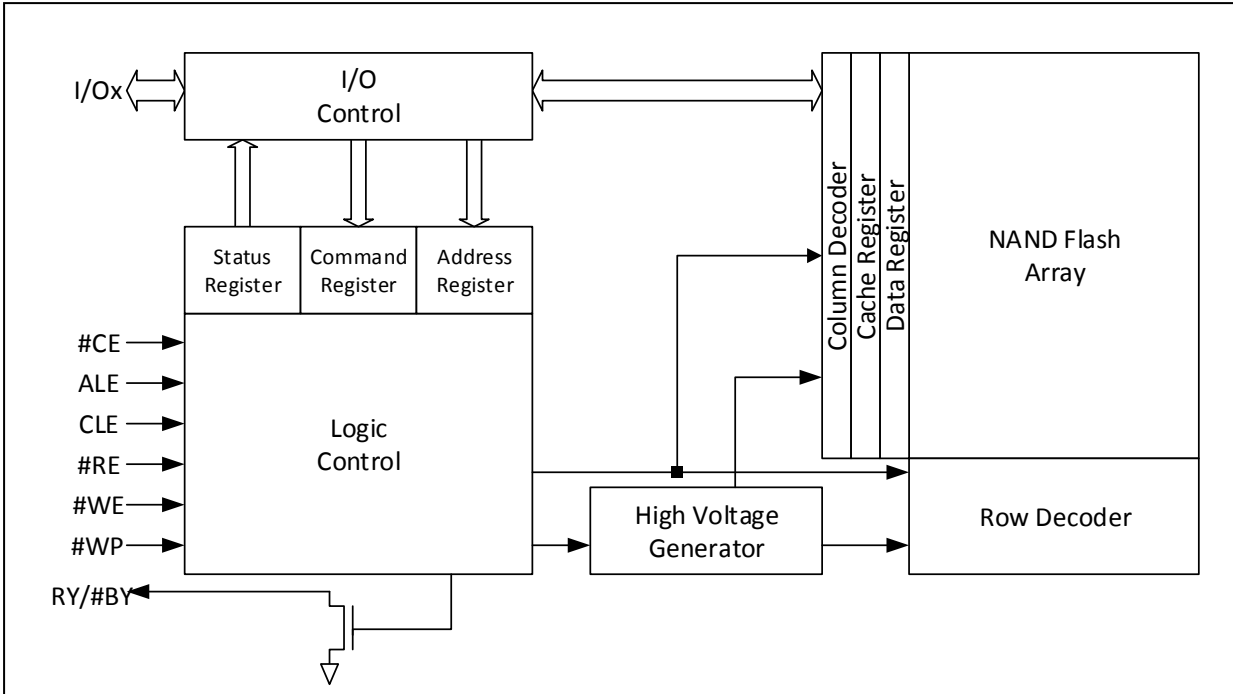 I/Ox
I/O
Control
Status
Register
Command
Register
Address
Register
#CE
ALE
CLE
#RE
#WE
#WP
RY/#BY
Logic
Control
High Voltage
Generator
Column Decoder
Cache Register
Data Register
NAND Flash
Array
Row Decoder